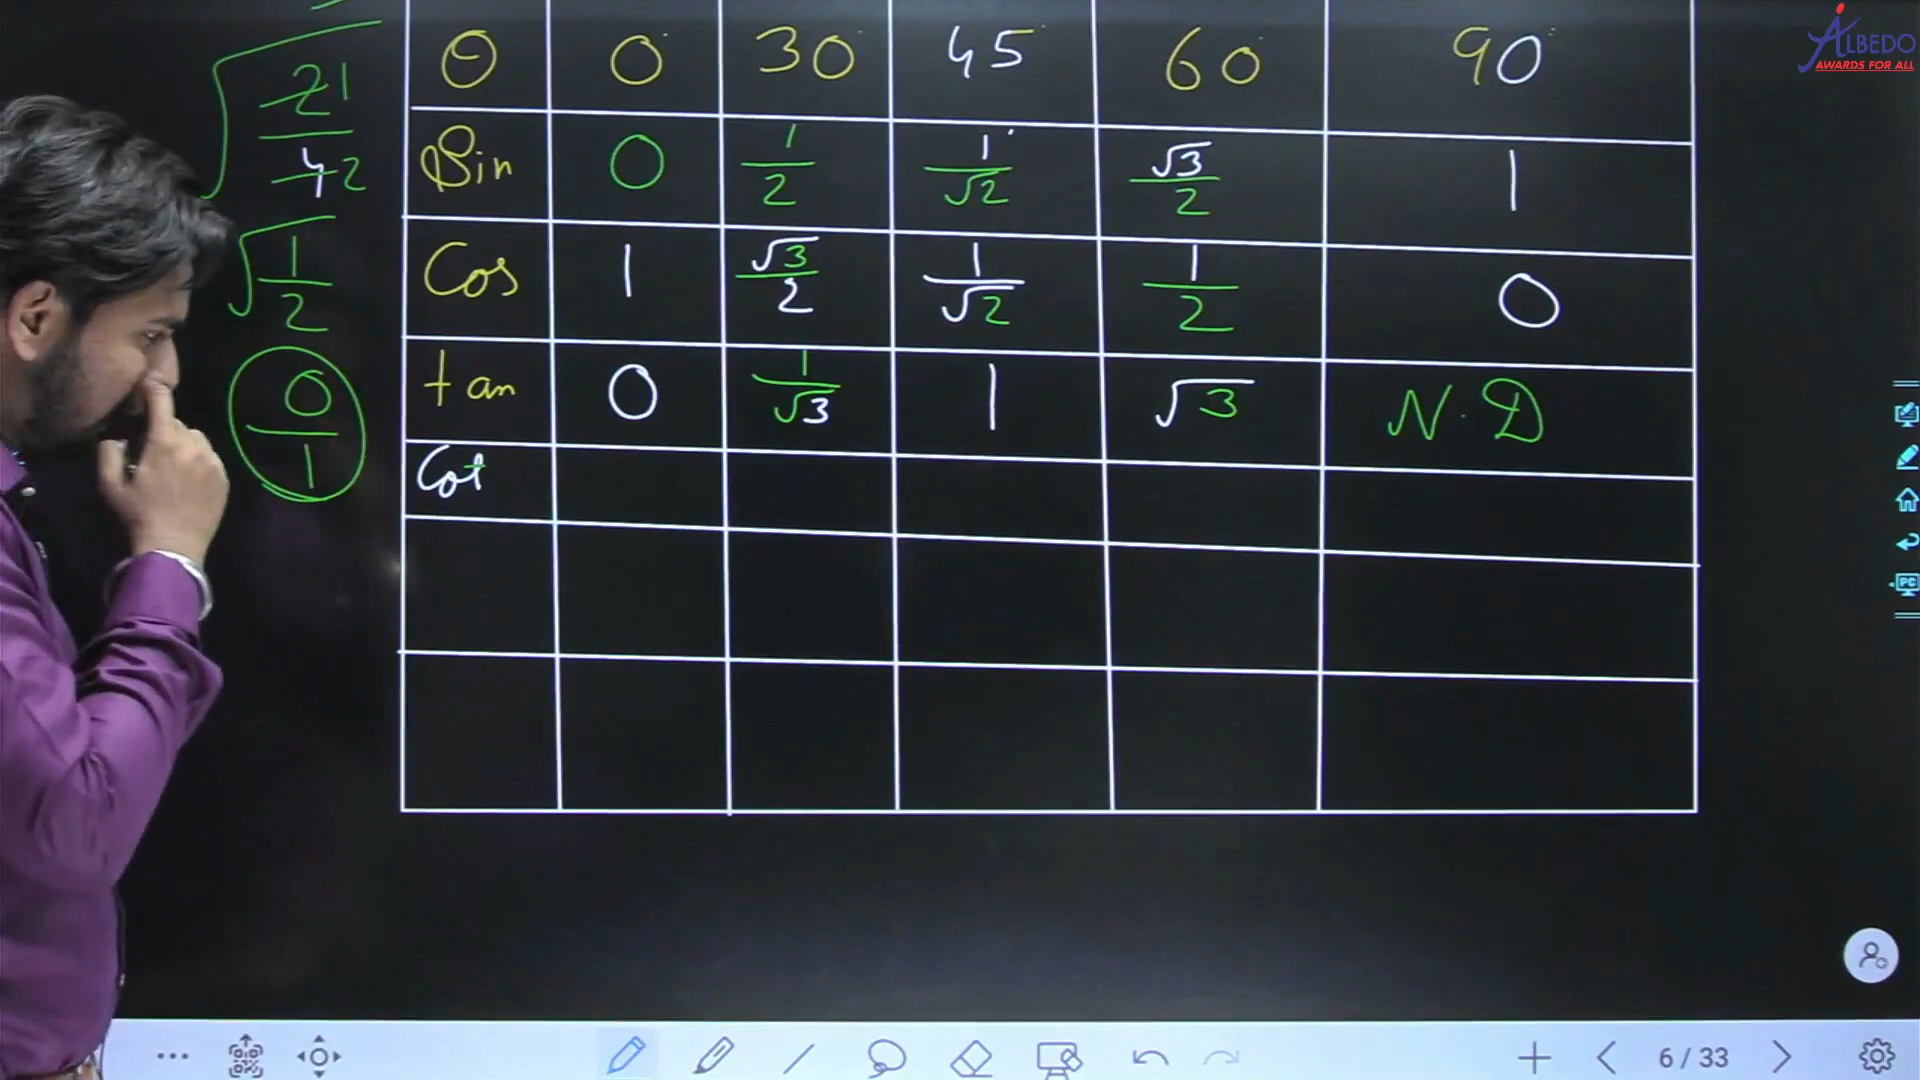 √21/42
√1/2
0/1
θ 0° 30° 45° 60° 90°
Sin 0 1/2 1/√2 √3/2 1
Cos 1 √3/2 1/√2 1/2 0
tan 0 1/√3 1 √3 N.D
Cot
ALBEDO
AWARDS FOR ALL
PC
6 / 33